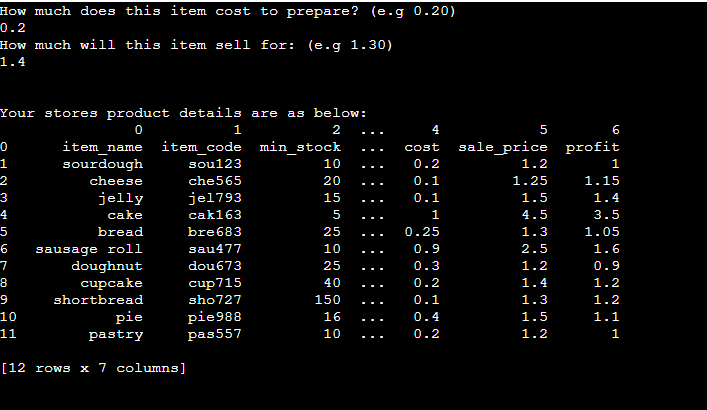 How much does this item cost to prepare? (e.g 0.20)
0.2
How much will this item sell for: (e.g 1.30)
1.4
Your stores product details are as below:
0 1 2 ... 4 5 6
0 item_name item_code min_stock ... cost sale_price profit
1 sourdough sou123 10 ... 0.2 1.2 1
2 cheese che565 20 ... 0.1 1.25 1.15
3 jelly jel793 15 ... 0.1 1.5 1.4
4 cake cak163 5 ... 1 4.5 3.5
5 bread bre683 25 ... 0.25 1.3 1.05
6 sausage roll sau477 10 ... 0.9 2.5 1.6
7 doughnut dou673 25 ... 0.3 1.2 0.9
8 cupcake cup715 40 ... 0.2 1.4 1.2
9 shortbread sho727 150 ... 0.1 1.3 1.2
10 pie pie988 16 ... 0.4 1.5 1.1
11 pastry pas557 10 ... 0.2 1.2 1
[12 rows x 7 columns]